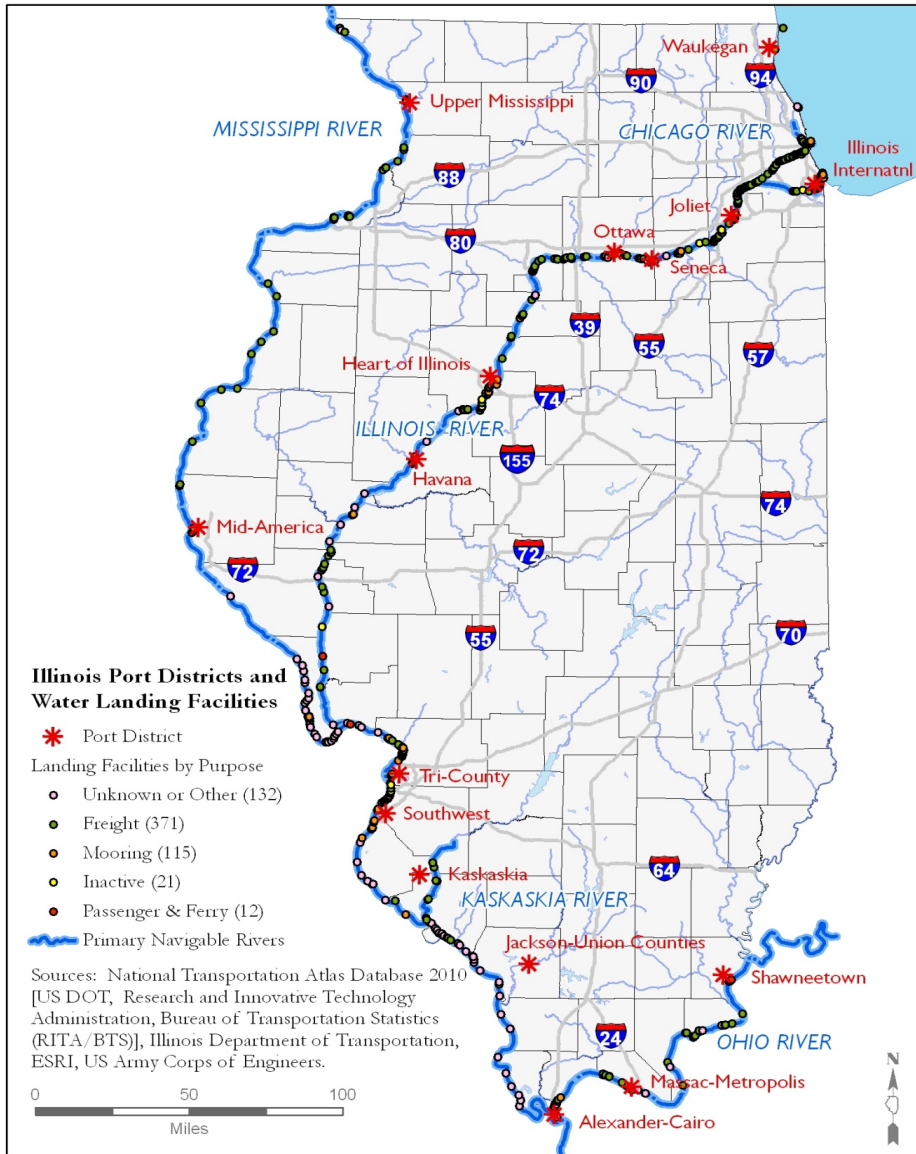 Waukegan
94
90
Upper Mississippi
MISSISSIPPI RIVER
CHICAGO RIVER
Illinois
Internatnl
88
Joliet
Ottawa
80
Seneca
39
55
57
Heart of Illinois
74
ILLINOIS RIVER
155
Havana
74
Mid-America
72
72
70
55
Illinois Port Districts and
Water Landing Facilities
Port District
Landing Facilities by Purpose
Unknown or Other (132)
Freight (371)
Mooring (115)
Inactive (21)
Passenger & Ferry (12)
Primary Navigable Rivers
Sources: National Transportation Atlas Database 2010
[US DOT, Research and Innovative Technology
Administration, Bureau of Transportation Statistics
(RITA/BTS)], Illinois Department of Transportation,
ESRI, US Army Corps of Engineers.
0 50 100
Miles
Tri-County
Southwest
64
Kaskaskia
KASKASKIA RIVER
Jackson-Union Counties
Shawneetown
24
OHIO RIVER
Massac-Metropolis
Alexander-Cairo
N